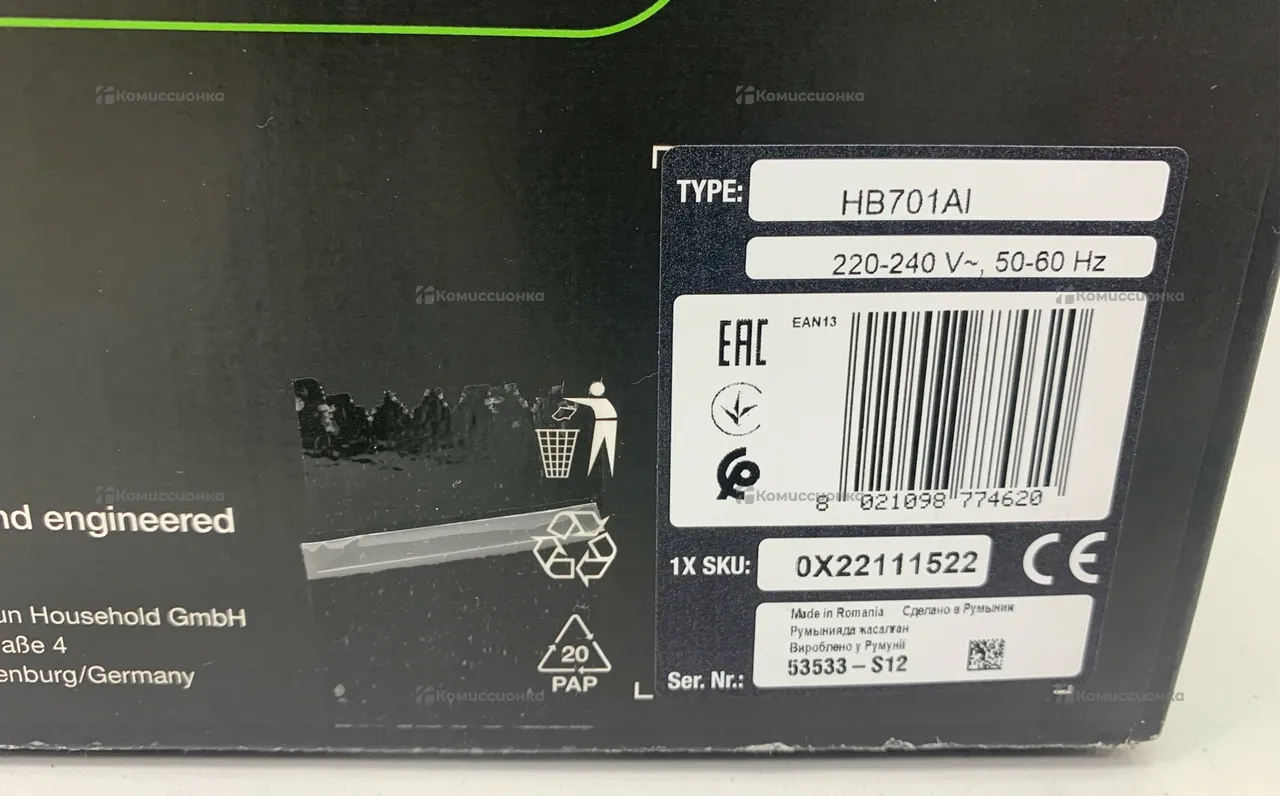 Комиссионка
Комиссионка
TYPE: HB701AI
220-240 V~, 50-60 Hz
Комиссионка
Комиссионка
EAC
EAN13
Комиссионка
Комиссионка
8 021098 774620
nd engineered
1X SKU: 0X22111522
CE
un Household GmbH
aße 4
enburg/Germany
20
PAP
Made in Romania Сделано в Румынии
Румынияда жасалған
Вироблено у Румунії
53533 – S12
Ser. Nr.:
Комиссионка
Комиссионка